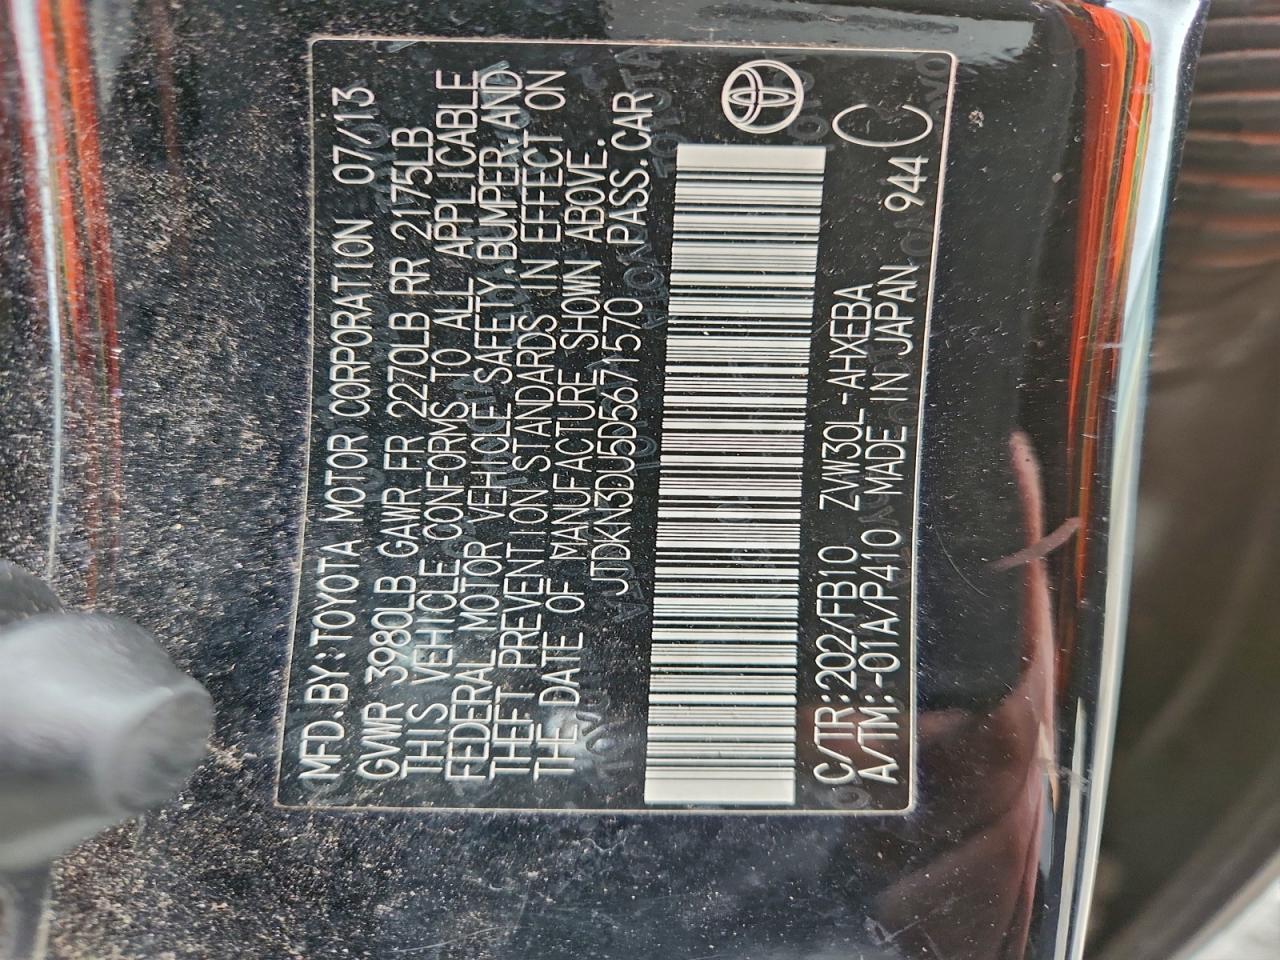 MFD.BY:TOYOTA MOTOR CORPORATION 07/13
GVWR 3980LB GAWR FR 2270LB RR 2175LB
THIS VEHICLE CONFORMS TO ALL APPLICABLE
FEDERAL MOTOR VEHICLE SAFETY,BUMPER,AND
THEFT PREVENTION STANDARDS IN EFFECT ON
THE DATE OF MANUFACTURE SHOWN ABOVE.
JTDKN3DU5D5671570 PASS.CAR
C/TR:202/FB10 ZVW30L-AHXEBA
A/TM:-01A/P410 MADE IN JAPAN 944